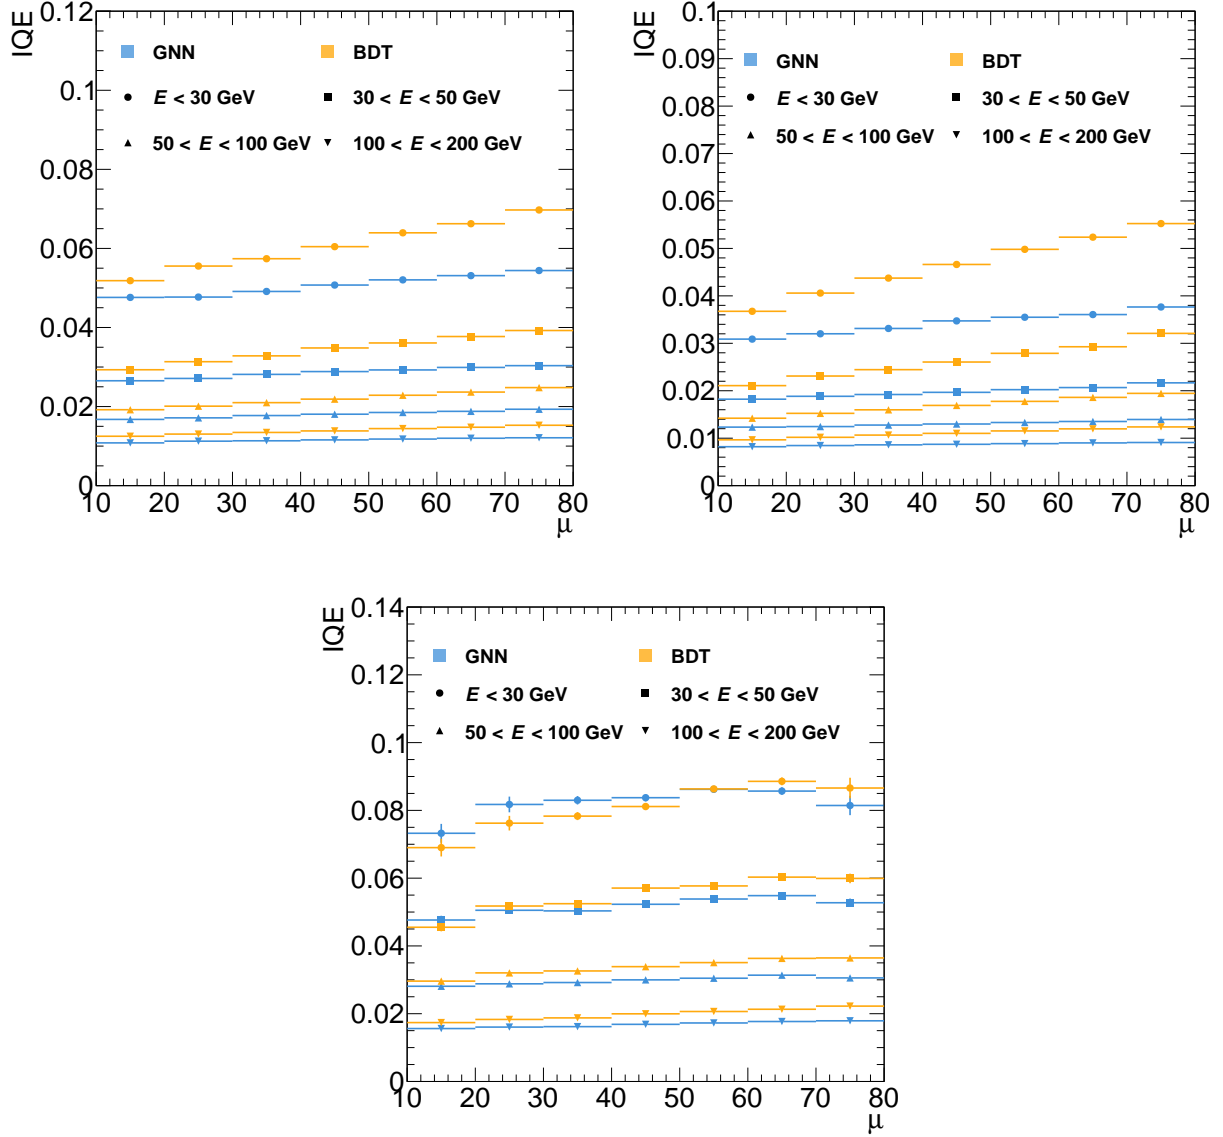 IQE
0.12
0.1
0.08
0.06
0.04
0.02
0
GNN BDT
E < 30 GeV 30 < E < 50 GeV
50 < E < 100 GeV 100 < E < 200 GeV
10 20 30 40 50 60 70 80
μ
IQE
0.1
0.09
0.08
0.07
0.06
0.05
0.04
0.03
0.02
0.01
0
GNN BDT
E < 30 GeV 30 < E < 50 GeV
50 < E < 100 GeV 100 < E < 200 GeV
10 20 30 40 50 60 70 80
μ
IQE
0.14
0.12
0.1
0.08
0.06
0.04
0.02
0
GNN BDT
E < 30 GeV 30 < E < 50 GeV
50 < E < 100 GeV 100 < E < 200 GeV
10 20 30 40 50 60 70 80
μ